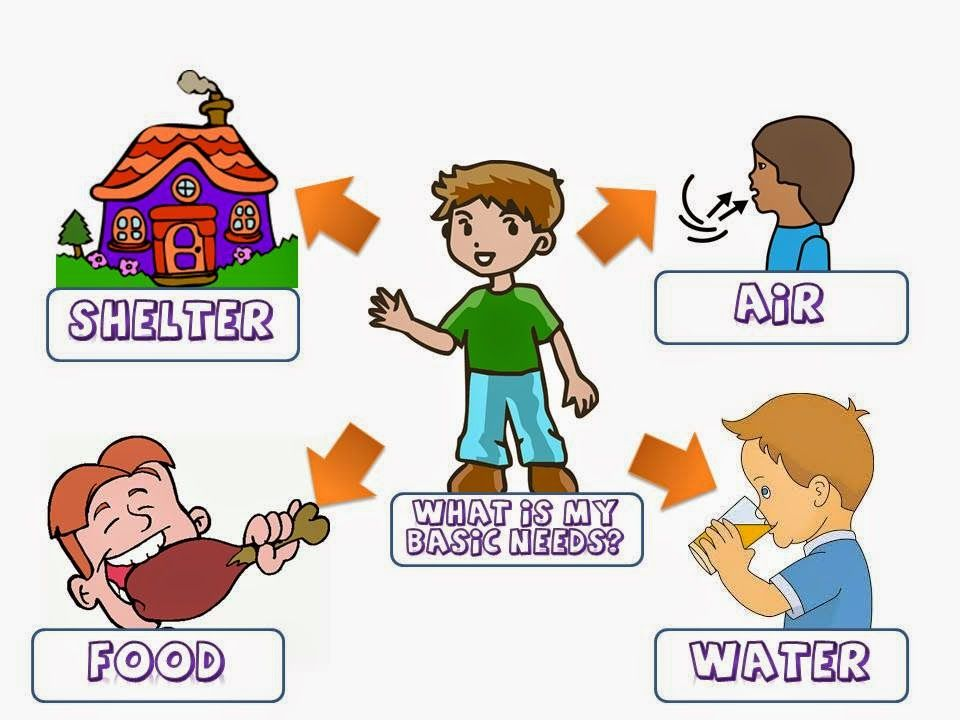 SHELTER
AiR
WHAT iS MY
BASIC NEEDS?
FOOD
WATER